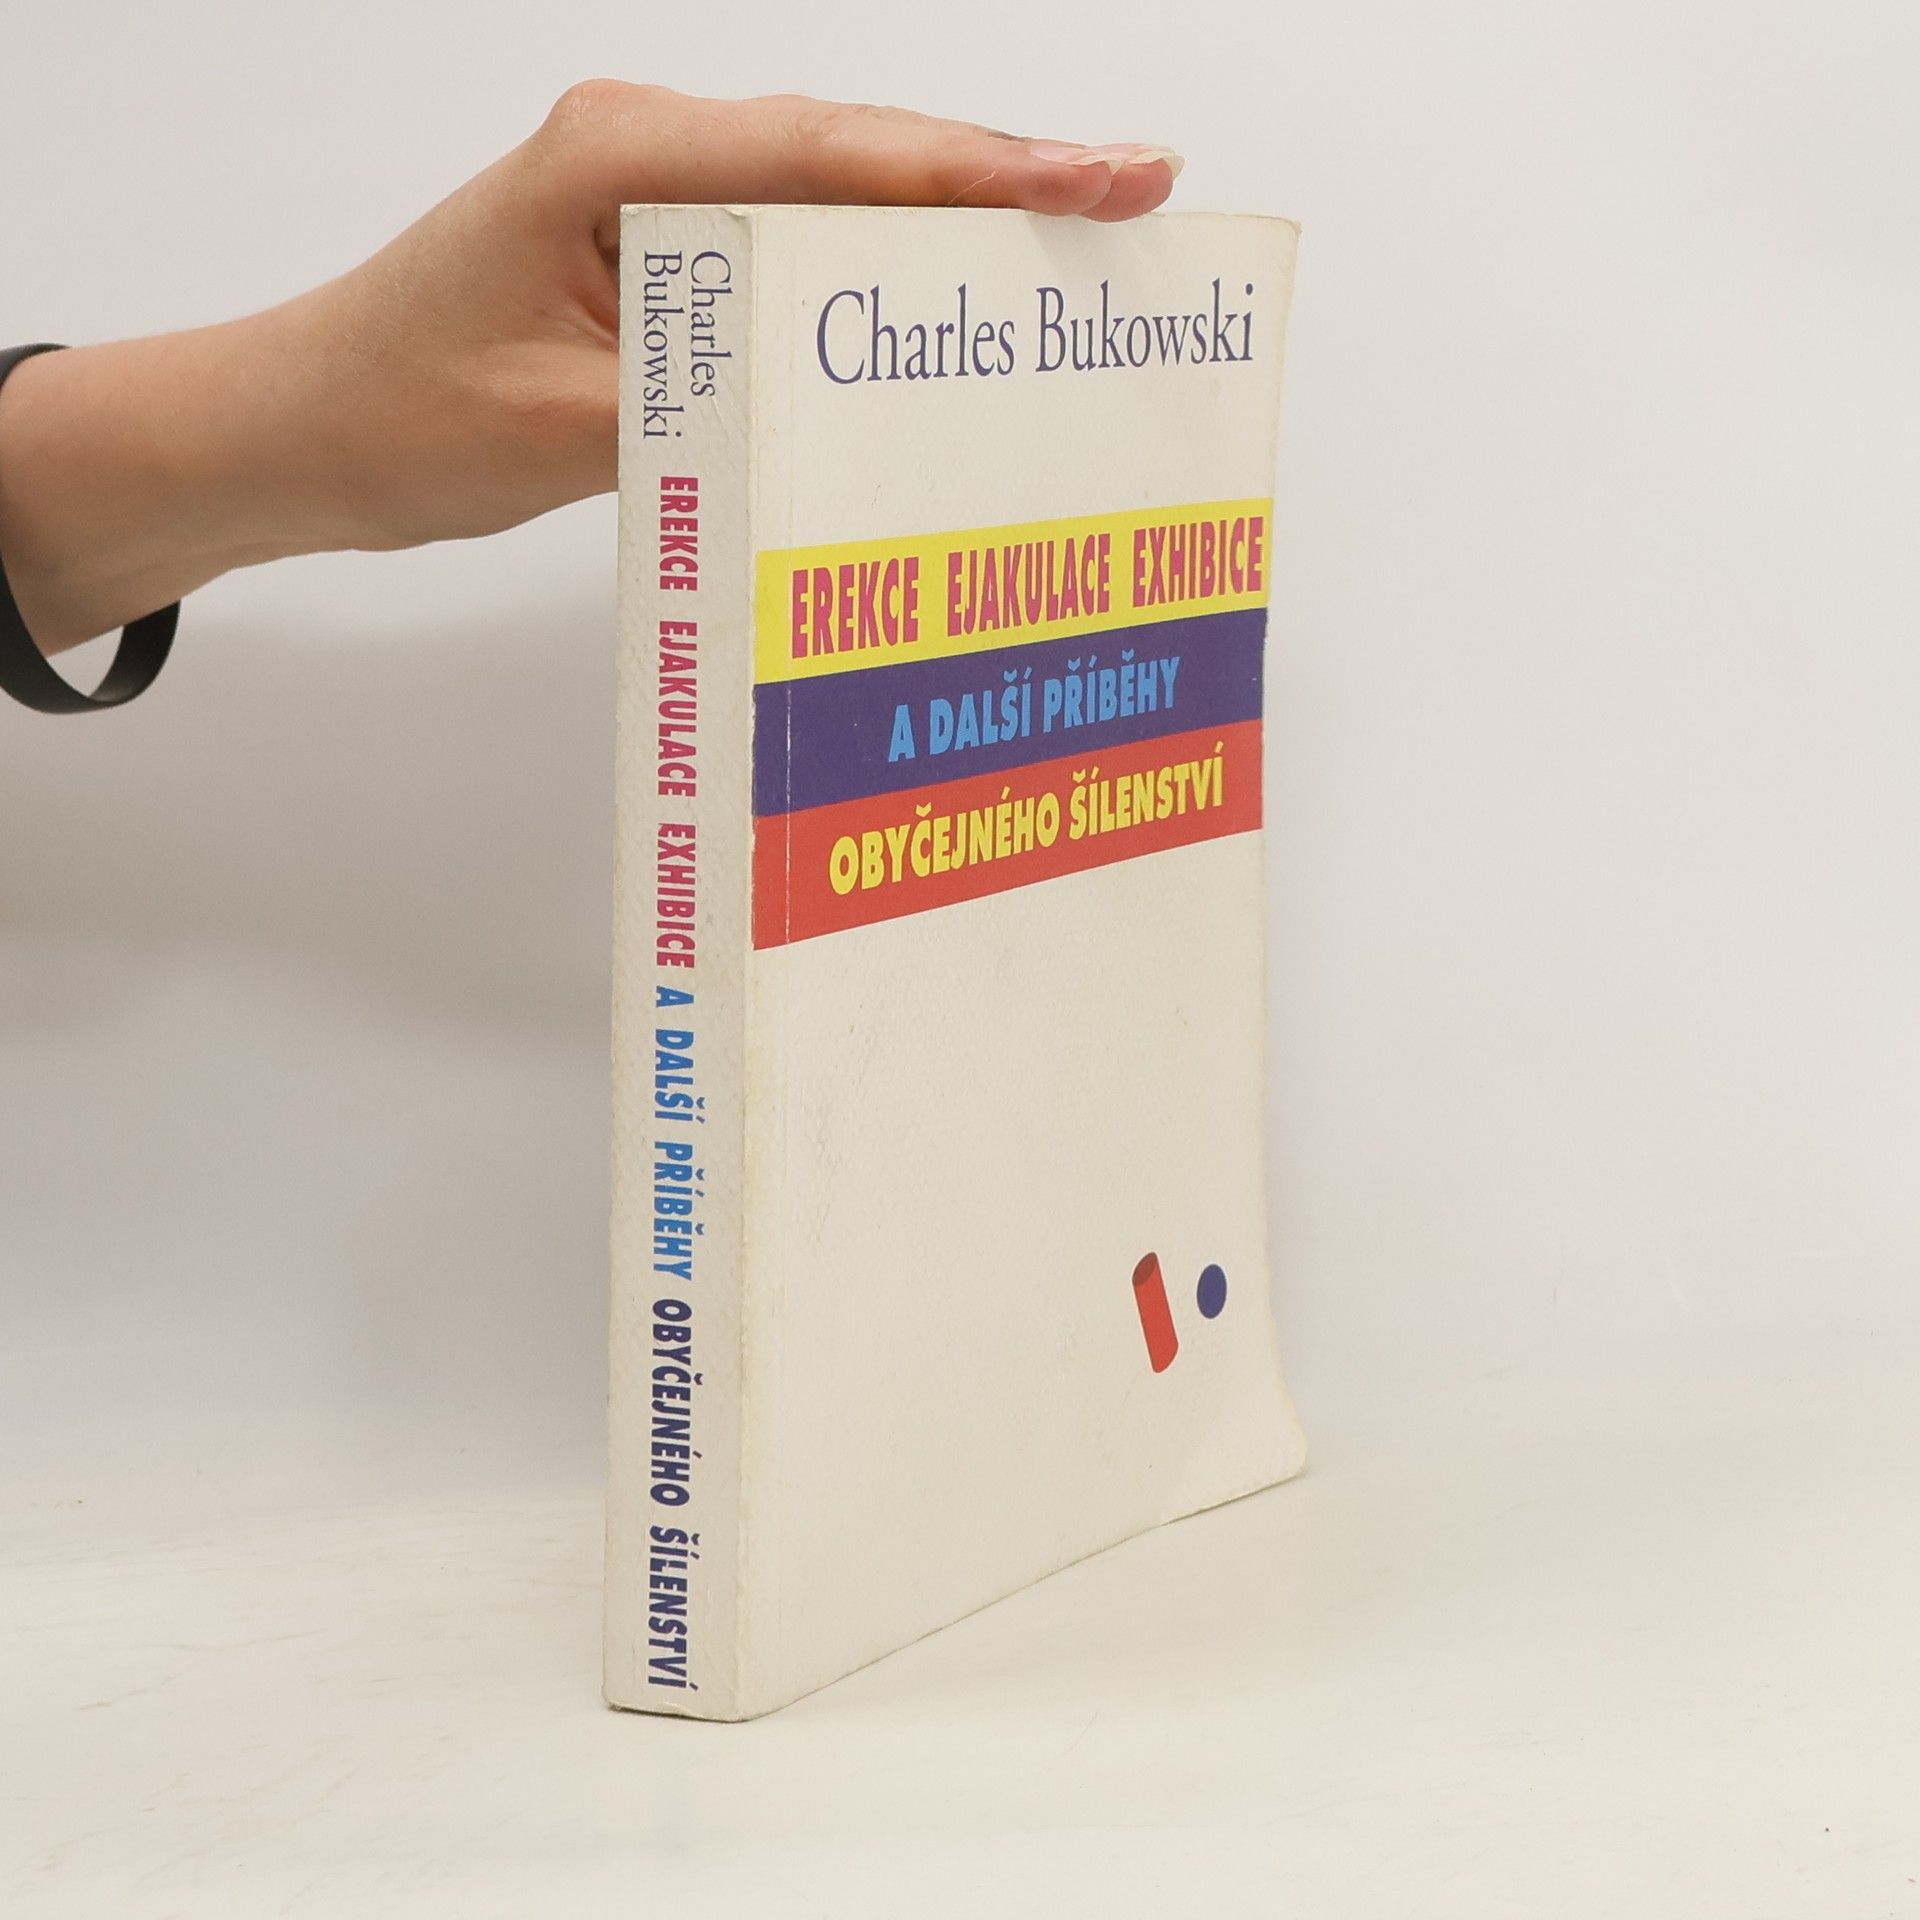 Charles
Bukowski
EREKCE EJAKULACE EXHIBICE A DALŠÍ PŘÍBĚHY OBYČEJNÉHO ŠÍLENSTVÍ
Charles Bukowski
EREKCE EJAKULACE EXHIBICE
A DALŠÍ PŘÍBĚHY
OBYČEJNÉHO ŠÍLENSTVÍ